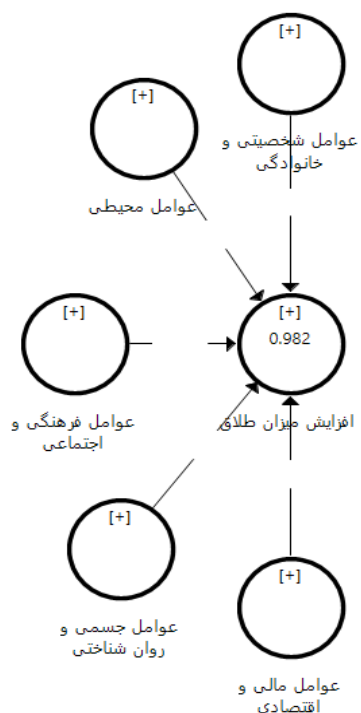 [+]
عوامل شخصیتی و
خانوادگی
[+]
عوامل محیطی
[+]
0.982
افزایش میزان طلاق
[+]
عوامل فرهنگی و
اجتماعی
[+]
عوامل جسمی و
روان شناختی
[+]
عوامل مالی و
اقتصادی